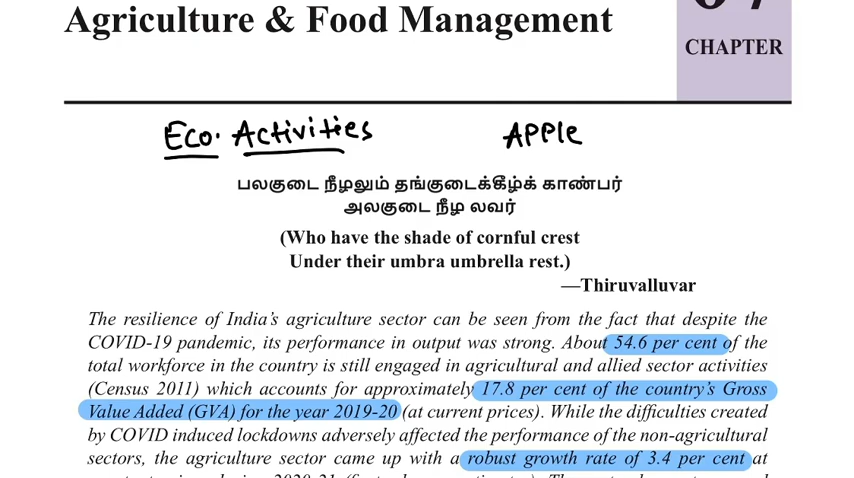 Agriculture & Food Management
CHAPTER
Eco. Activities APPLE
பலகுடை நீழலும் தங்குடைக்கீழ்க் காண்பர்
அலகுடை நீழ லவர்
(Who have the shade of cornful crest
Under their umbra umbrella rest.)
—Thiruvalluvar
The resilience of India's agriculture sector can be seen from the fact that despite the
COVID-19 pandemic, its performance in output was strong. About 54.6 per cent of the
total workforce in the country is still engaged in agricultural and allied sector activities
(Census 2011) which accounts for approximately 17.8 per cent of the country's Gross
Value Added (GVA) for the year 2019-20 (at current prices). While the difficulties created
by COVID induced lockdowns adversely affected the performance of the non-agricultural
sectors, the agriculture sector came up with a robust growth rate of 3.4 per cent at